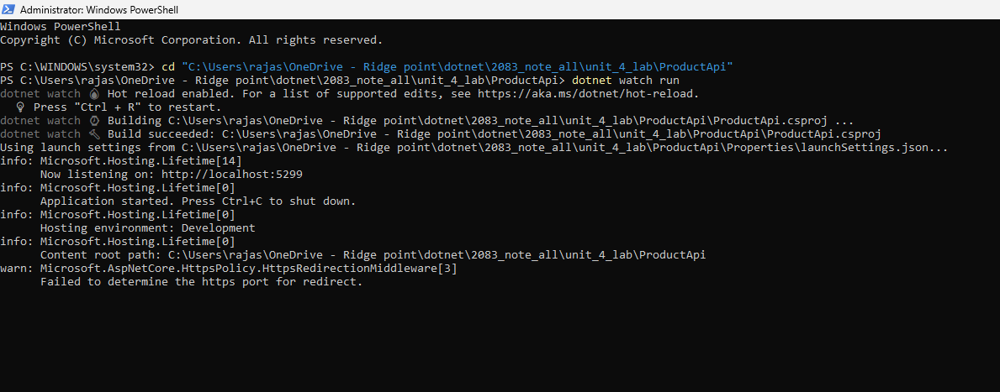 Administrator: Windows PowerShell
Windows PowerShell
Copyright (C) Microsoft Corporation. All rights reserved.
PS C:\WINDOWS\system32> cd "C:\Users\rajas\OneDrive - Ridge point\dotnet\2083_note_all\unit_4_lab\ProductApi"
PS C:\Users\rajas\OneDrive - Ridge point\dotnet\2083_note_all\unit_4_lab\ProductApi> dotnet watch run
dotnet watch 🔥 Hot reload enabled. For a list of supported edits, see https://aka.ms/dotnet/hot-reload.
💡 Press "Ctrl + R" to restart.
dotnet watch ⌚ Building C:\Users\rajas\OneDrive - Ridge point\dotnet\2083_note_all\unit_4_lab\ProductApi\ProductApi.csproj ...
dotnet watch 🔨 Build succeeded: C:\Users\rajas\OneDrive - Ridge point\dotnet\2083_note_all\unit_4_lab\ProductApi\ProductApi.csproj
Using launch settings from C:\Users\rajas\OneDrive - Ridge point\dotnet\2083_note_all\unit_4_lab\ProductApi\Properties\launchSettings.json...
info: Microsoft.Hosting.Lifetime[14]
Now listening on: http://localhost:5299
info: Microsoft.Hosting.Lifetime[0]
Application started. Press Ctrl+C to shut down.
info: Microsoft.Hosting.Lifetime[0]
Hosting environment: Development
info: Microsoft.Hosting.Lifetime[0]
Content root path: C:\Users\rajas\OneDrive - Ridge point\dotnet\2083_note_all\unit_4_lab\ProductApi
warn: Microsoft.AspNetCore.HttpsPolicy.HttpsRedirectionMiddleware[3]
Failed to determine the https port for redirect.